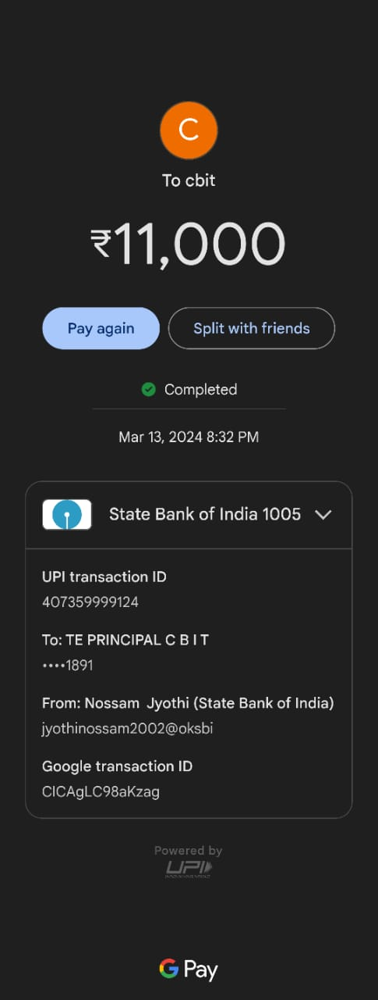 C
To cbit
₹11,000
Pay again
Split with friends
Completed
Mar 13, 2024 8:32 PM
State Bank of India 1005
UPI transaction ID
407359999124
To: TE PRINCIPAL C B I T
••••1891
From: Nossam Jyothi (State Bank of India)
jyothinossam2002@oksbi
Google transaction ID
CICAgLC98aKzag
Powered by
UPI
G Pay